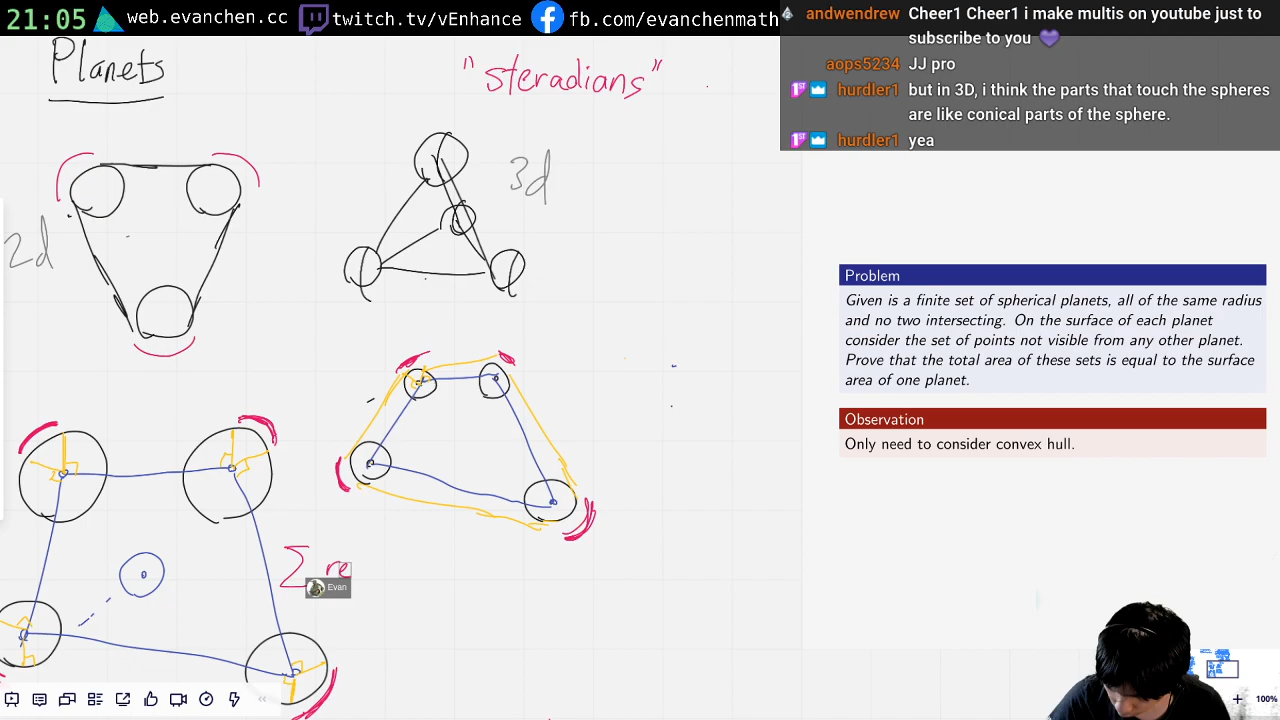 21:05 web.evanchen.cc twitch.tv/vEnhance fb.com/evanchenmath
andwendrew Cheer1 Cheer1 i make multis on youtube just to
subscribe to you 💜
aops5234 JJ pro
hurdler1 but in 3D, i think the parts that touch the spheres
are like conical parts of the sphere.
hurdler1 yea
Planets
"steradians"
2d
3d
Problem
Given is a finite set of spherical planets, all of the same radius
and no two intersecting. On the surface of each planet
consider the set of points not visible from any other planet.
Prove that the total area of these sets is equal to the surface
area of one planet.
Observation
Only need to consider convex hull.
Σ re
Evan
100%